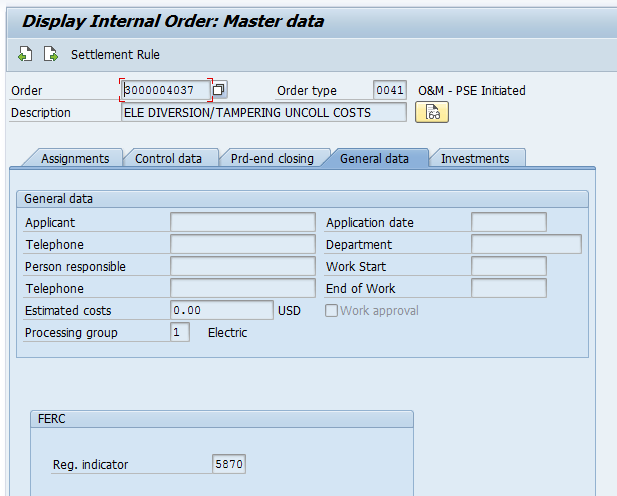 Display Internal Order: Master data
Settlement Rule
Order 3000004037 Order type 0041 O&M - PSE Initiated
Description ELE DIVERSION/TAMPERING UNCOLL COSTS
Assignments Control data Prd-end closing General data Investments
General data
Applicant Application date
Telephone Department
Person responsible Work Start
Telephone End of Work
Estimated costs 0.00 USD Work approval
Processing group 1 Electric
FERC
Reg. indicator 5870